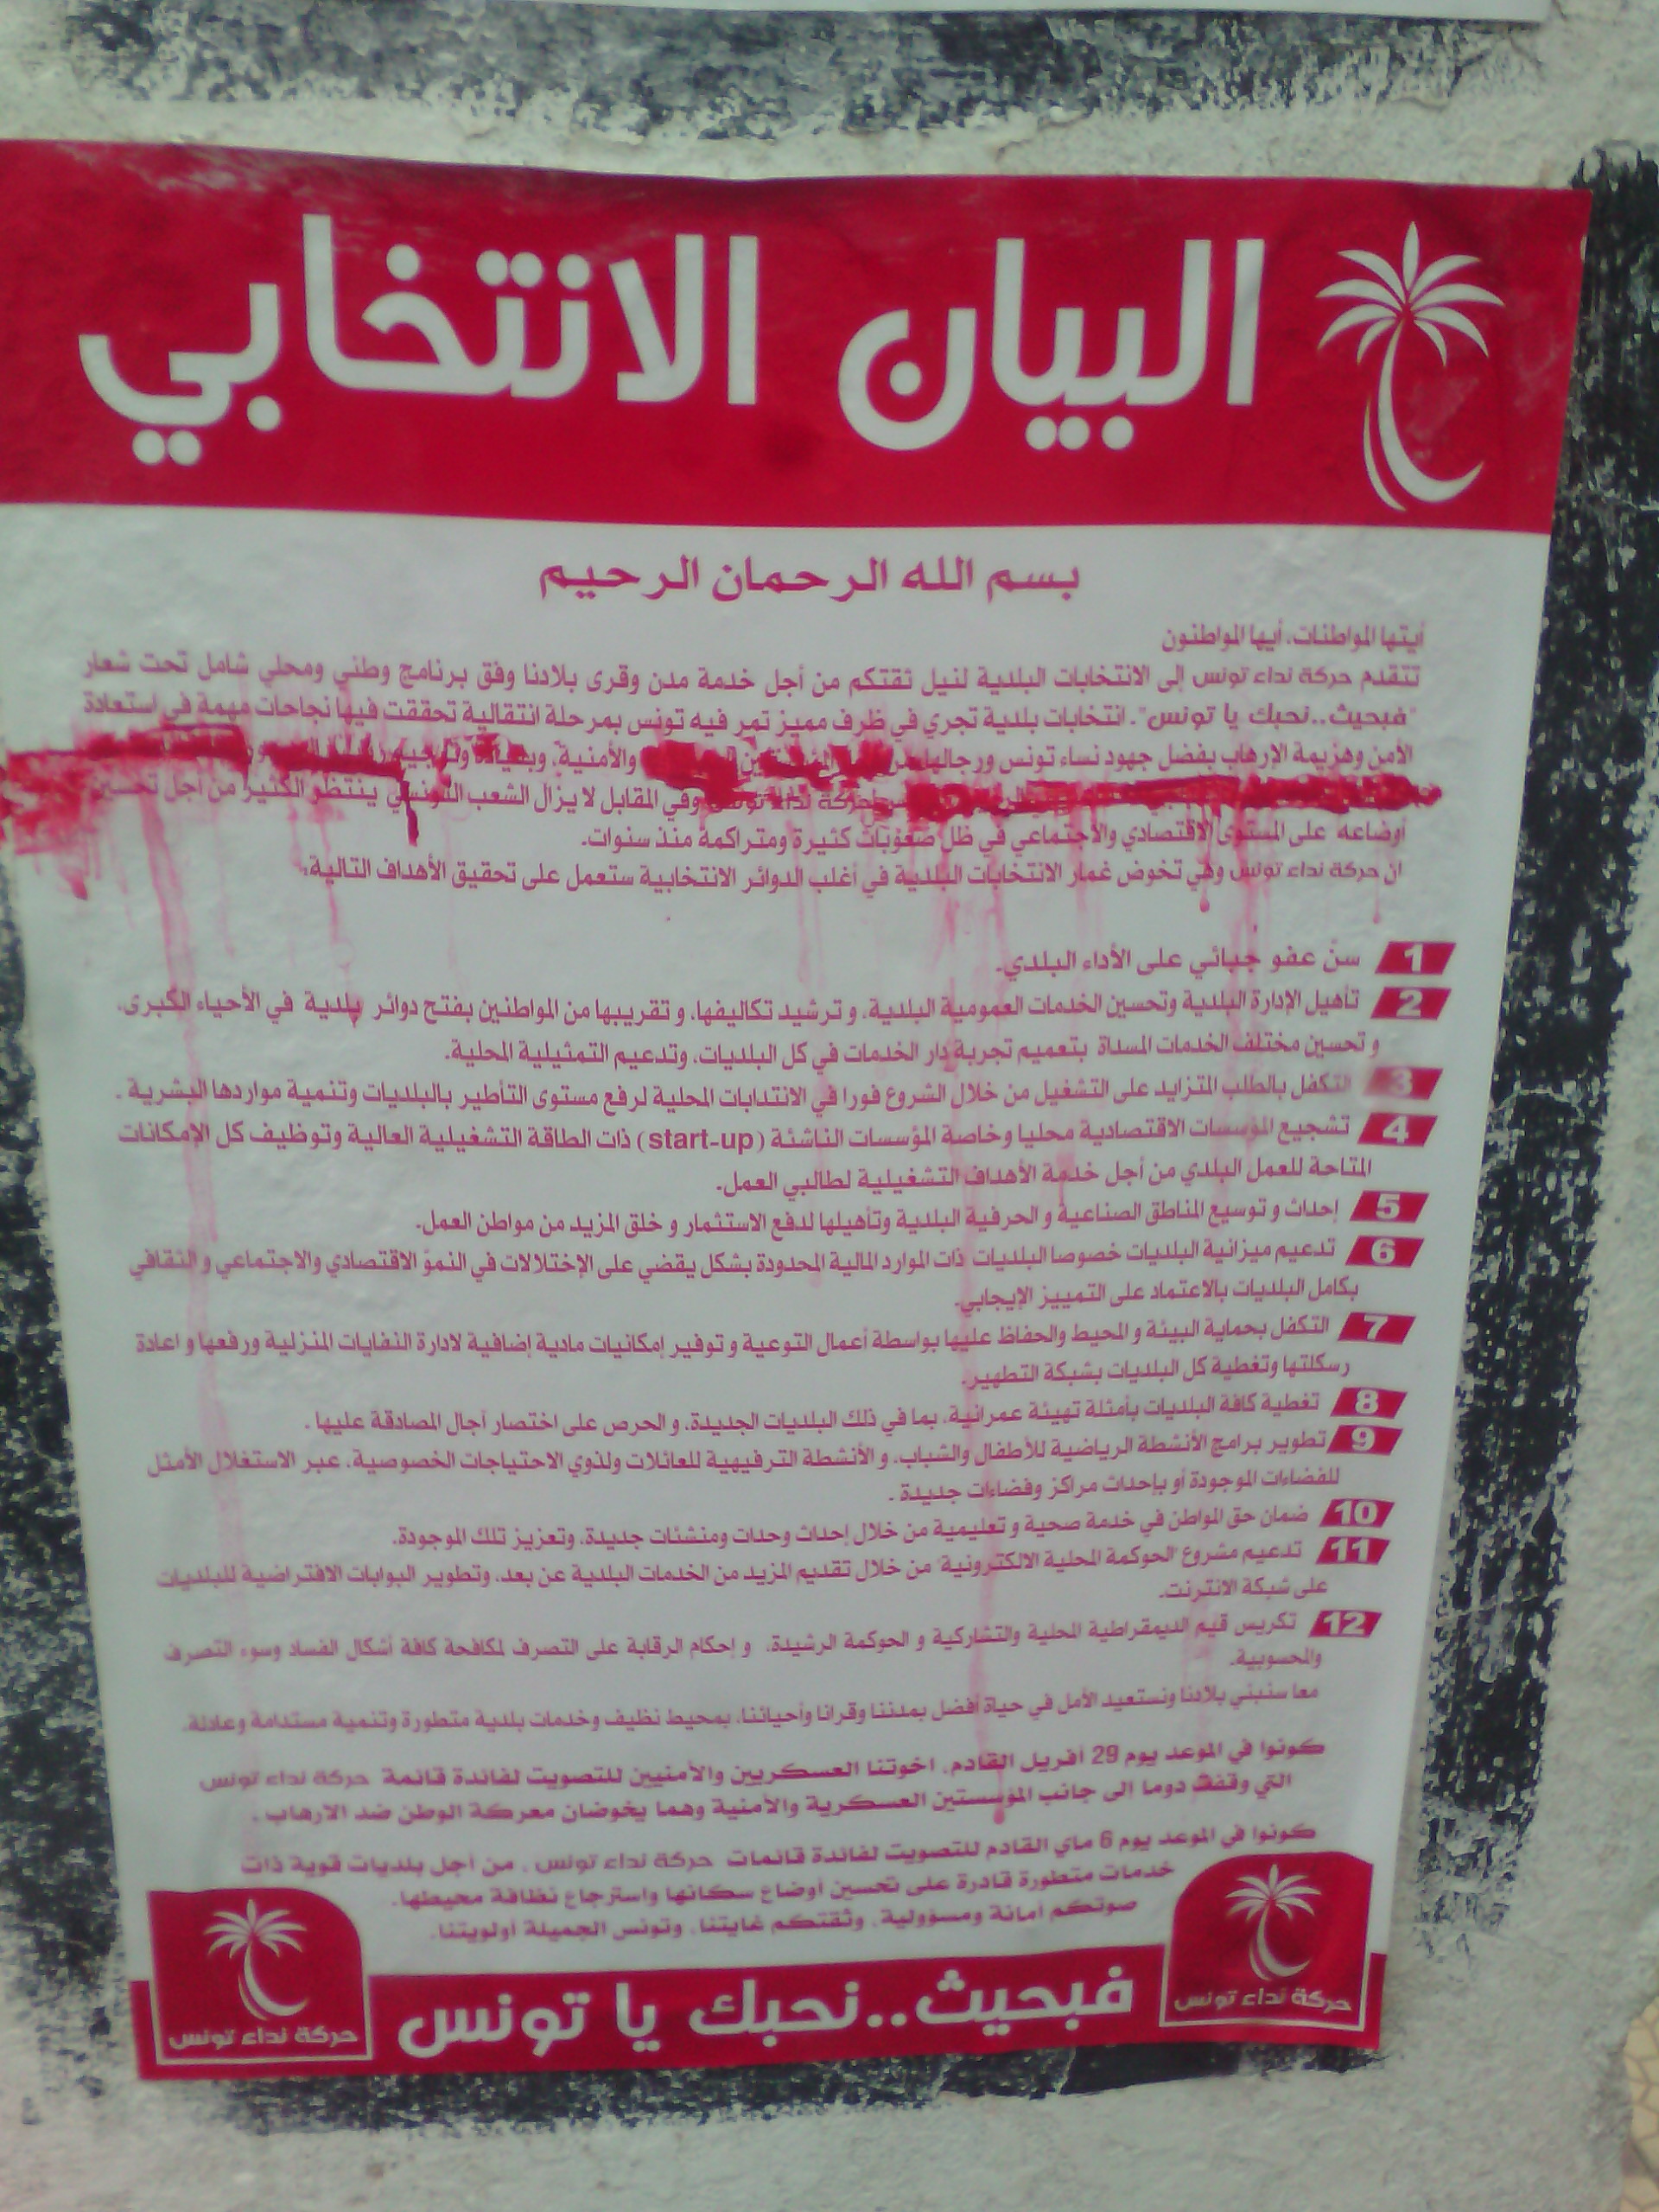 البيان الانتخابي
بسم الله الرحمان الرحيم
أيتها المواطنات، أيها المواطنون
تتقدم حركة نداء تونس إلى الانتخابات البلدية لنيل ثقتكم من أجل خدمة مدن وقرى بلادنا وفق برنامج وطني ومحلي شامل تحت شعار
"فبحيث..نحبك يا تونس". انتخابات بلدية تجري في ظرف مميز تمر فيه تونس بمرحلة انتقالية تحققت فيها نجاحات مهمة في استعادة
الأمن وهزيمة الإرهاب بفضل جهود نساء تونس ورجالها والأمنية،
لحركة نداء تونس وفي المقابل لا يزال الشعب التونسي ينتظر الكثير من أجل تحسين
أوضاعه على المستوى الاقتصادي والاجتماعي في ظل صعوبات كثيرة ومتراكمة منذ سنوات.
ان حركة نداء تونس وهي تخوض غمار الانتخابات البلدية في أغلب الدوائر الانتخابية ستعمل على تحقيق الأهداف التالية:
1 سنّ عفو جبائي على الأداء البلدي.
2 تأهيل الإدارة البلدية وتحسين الخدمات العمومية البلدية، و ترشيد تكاليفها، و تقريبها من المواطنين بفتح دوائر بلدية في الأحياء الكبرى،
و تحسين مختلف الخدمات المسداة بتعميم تجربة دار الخدمات في كل البلديات، وتدعيم التمثيلية المحلية.
3 التكفل بالطلب المتزايد على التشغيل من خلال الشروع فورا في الانتدابات المحلية لرفع مستوى التأطير بالبلديات وتنمية مواردها البشرية .
4 تشجيع المؤسسات الاقتصادية محليا وخاصة المؤسسات الناشئة (start-up) ذات الطاقة التشغيلية العالية وتوظيف كل الإمكانات
المتاحة للعمل البلدي من أجل خدمة الأهداف التشغيلية لطالبي العمل.
5 إحداث و توسيع المناطق الصناعية و الحرفية البلدية وتأهيلها لدفع الاستثمار و خلق المزيد من مواطن العمل.
6 تدعيم ميزانية البلديات خصوصا البلديات ذات الموارد المالية المحدودة بشكل يقضي على الإختلالات في النموّ الاقتصادي والاجتماعي و الثقافي
بكامل البلديات بالاعتماد على التمييز الإيجابي.
7 التكفل بحماية البيئة و المحيط والحفاظ عليها بواسطة أعمال التوعية و توفير إمكانيات مادية إضافية لادارة النفايات المنزلية ورفعها و اعادة
رسكلتها وتغطية كل البلديات بشبكة التطهير.
8 تغطية كافة البلديات بأمثلة تهيئة عمرانية، بما في ذلك البلديات الجديدة، و الحرص على اختصار آجال المصادقة عليها .
9 تطوير برامج الأنشطة الرياضية للأطفال والشباب، و الأنشطة الترفيهية للعائلات ولذوي الاحتياجات الخصوصية، عبر الاستغلال الأمثل
للفضاءات الموجودة أو بإحداث مراكز وفضاءات جديدة .
10 ضمان حق المواطن في خدمة صحية و تعليمية من خلال إحداث وحدات ومنشئات جديدة، وتعزيز تلك الموجودة.
11 تدعيم مشروع "الحوكمة المحلية الالكترونية" من خلال تقديم المزيد من الخدمات البلدية عن بعد، وتطوير البوابات الافتراضية للبلديات
على شبكة الانترنت.
12 تكريس قيم الديمقراطية المحلية والتشاركية و الحوكمة الرشيدة، و إحكام الرقابة على التصرف لمكافحة كافة أشكال الفساد وسوء التصرف
والمحسوبية.
معا سنبني بلادنا ونستعيد الأمل في حياة أفضل بمدننا وقرانا وأحيائنا، بمحيط نظيف وخدمات بلدية متطورة وتنمية مستدامة وعادلة.
كونوا في الموعد يوم 29 أفريل القادم، اخوتنا العسكريين والأمنيين للتصويت لفائدة قائمة حركة نداء تونس
التي وقفت دوما الى جانب المؤسستين العسكرية والأمنية وهما يخوضان معركة الوطن ضد الارهاب .
كونوا في الموعد يوم 6 ماي القادم للتصويت لفائدة قائمات حركة نداء تونس ، من أجل بلديات قوية ذات
خدمات متطورة قادرة على تحسين أوضاع سكانها واسترجاع نظافة محيطها.
صوتكم أمانة ومسؤولية، وثقتكم غايتنا، وتونس الجميلة أولويتنا.
حركة نداء تونس
فبحيث..نحبك يا تونس
حركة نداء تونس